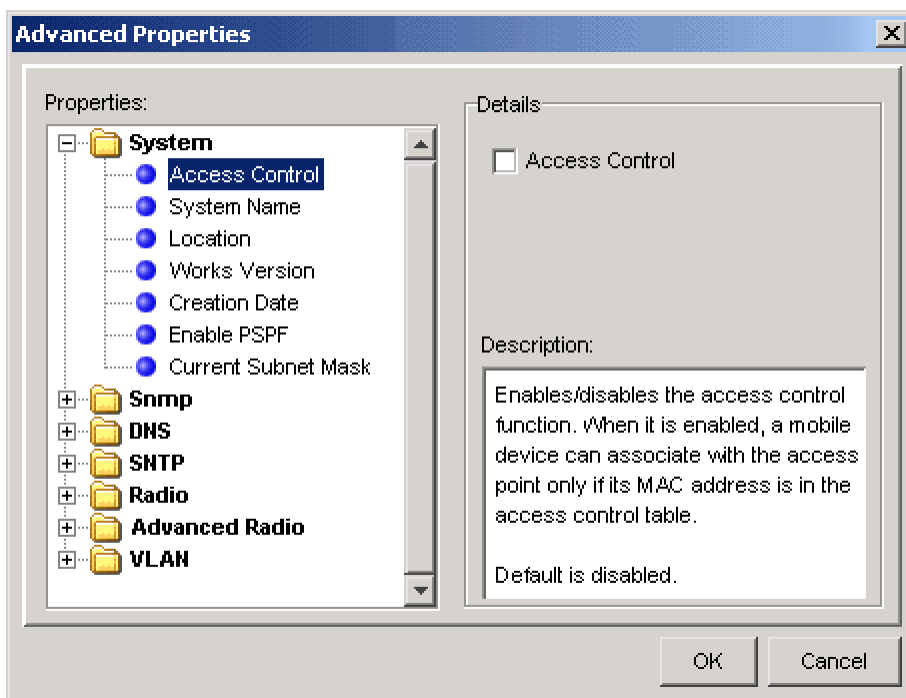 Advanced Properties
Properties:
System
Access Control
System Name
Location
Works Version
Creation Date
Enable PSPF
Current Subnet Mask
Snmp
DNS
SNTP
Radio
Advanced Radio
VLAN
Details
Access Control
Description:
Enables/disables the access control
function. When it is enabled, a mobile
device can associate with the access
point only if its MAC address is in the
access control table.
Default is disabled.
OK
Cancel